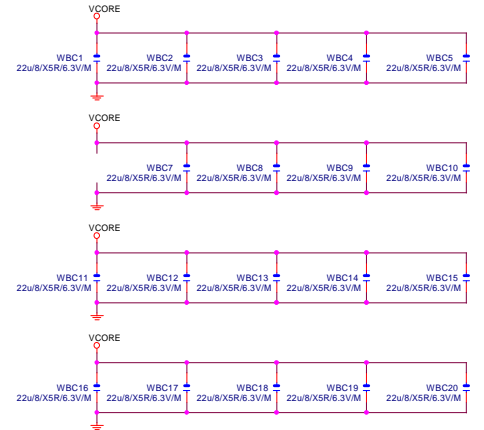 VCORE
WBC1 WBC2 WBC3 WBC4 WBC5
22u/8/X5R/6.3V/M 22u/8/X5R/6.3V/M 22u/8/X5R/6.3V/M 22u/8/X5R/6.3V/M 22u/8/X5R/6.3V/M
VCORE
WBC7 WBC8 WBC9 WBC10
22u/8/X5R/6.3V/M 22u/8/X5R/6.3V/M 22u/8/X5R/6.3V/M 22u/8/X5R/6.3V/M
VCORE
WBC11 WBC12 WBC13 WBC14 WBC15
22u/8/X5R/6.3V/M 22u/8/X5R/6.3V/M 22u/8/X5R/6.3V/M 22u/8/X5R/6.3V/M 22u/8/X5R/6.3V/M
VCORE
WBC16 WBC17 WBC18 WBC19 WBC20
22u/8/X5R/6.3V/M 22u/8/X5R/6.3V/M 22u/8/X5R/6.3V/M 22u/8/X5R/6.3V/M 22u/8/X5R/6.3V/M